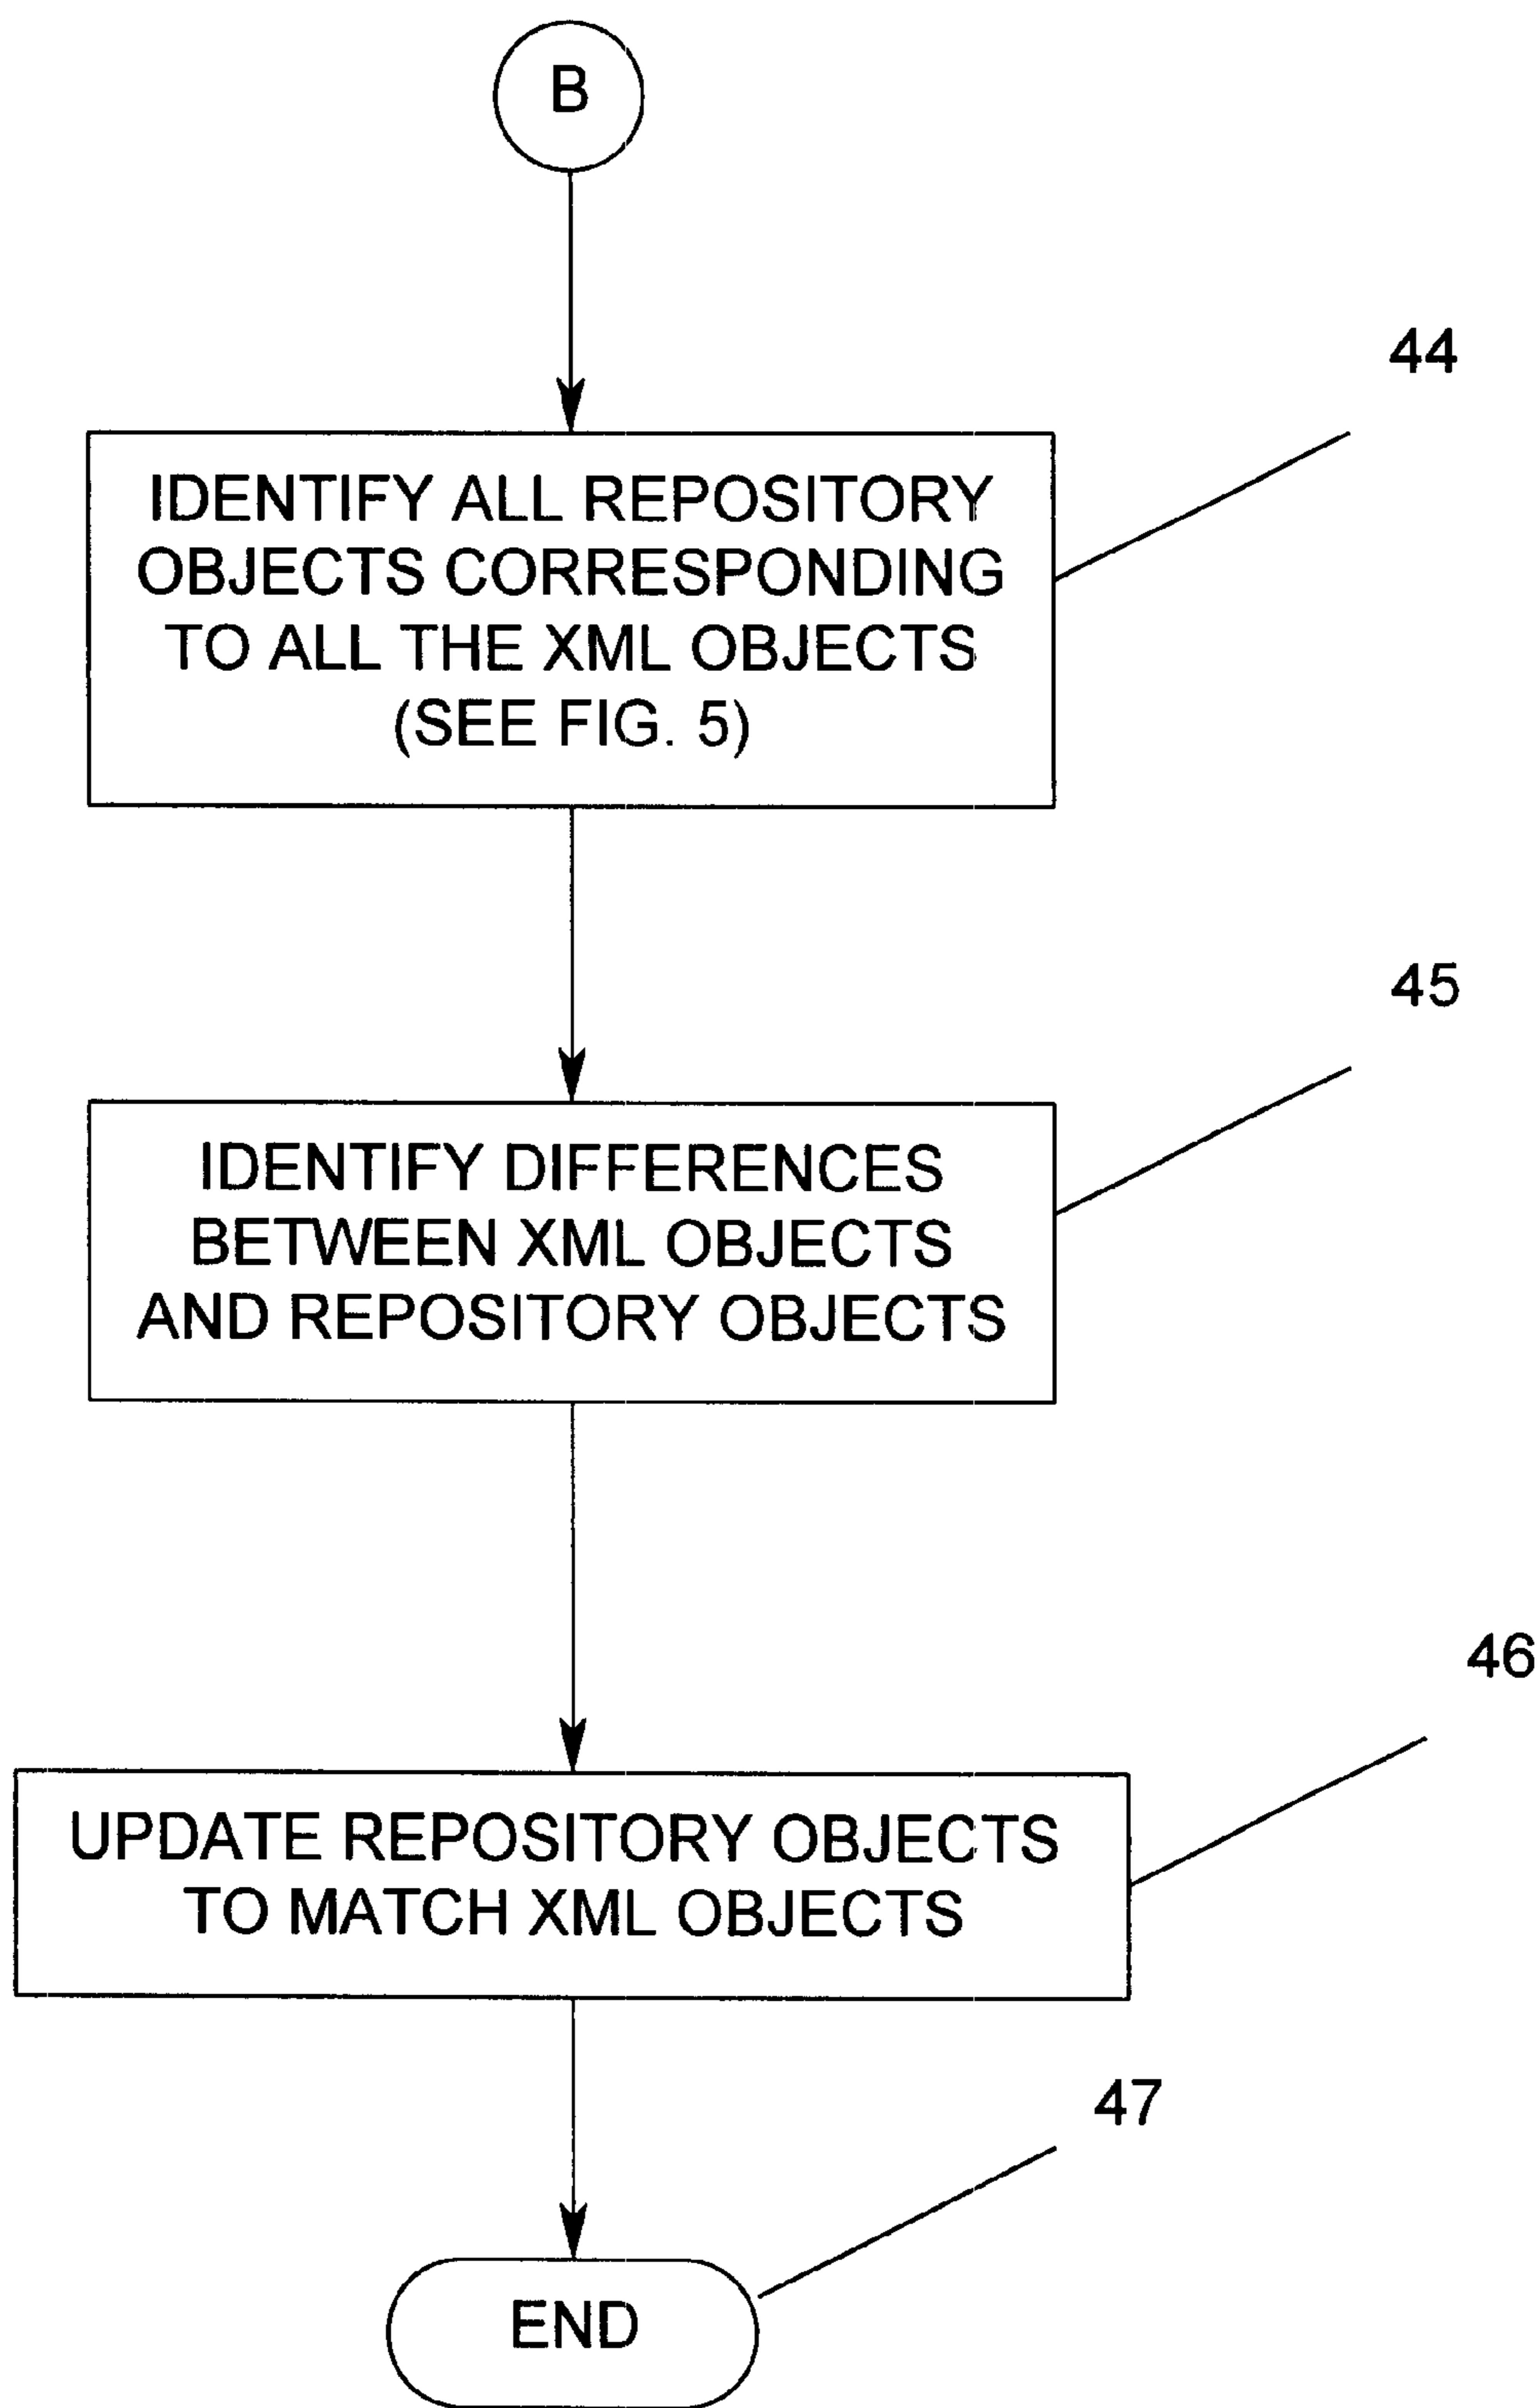 B
44
IDENTIFY ALL REPOSITORY
OBJECTS CORRESPONDING
TO ALL THE XML OBJECTS
(SEE FIG. 5)
45
IDENTIFY DIFFERENCES
BETWEEN XML OBJECTS
AND REPOSITORY OBJECTS
46
UPDATE REPOSITORY OBJECTS
TO MATCH XML OBJECTS
47
END